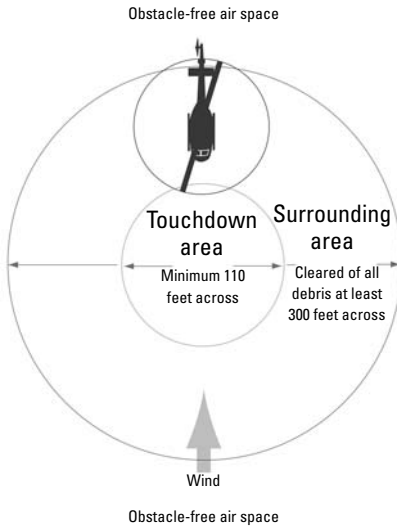 Obstacle-free air space
Touchdown
area
Minimum 110
feet across
Surrounding
area
Cleared of all
debris at least
300 feet across
Wind
Obstacle-free air space